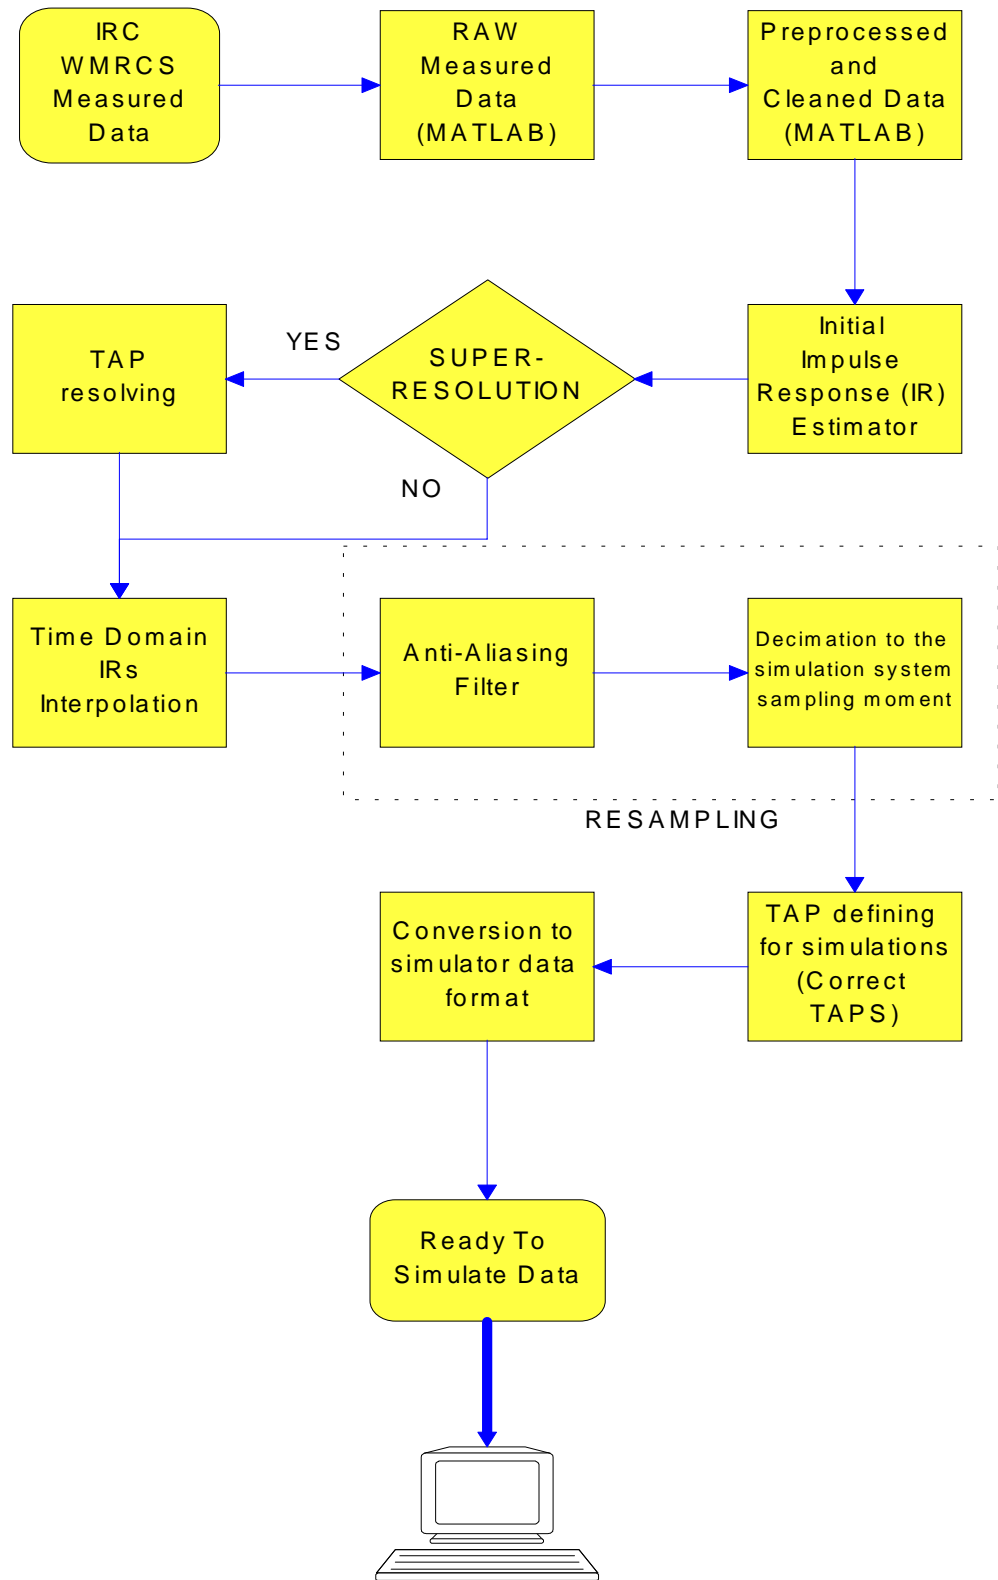 IRC
WMRCS
Measured
Data
RAW
Measured
Data
(MATLAB)
Preprocessed
and
Cleaned Data
(MATLAB)
Initial
Impulse
Response (IR)
Estimator
SUPER-
RESOLUTION
YES
NO
TAP
resolving
Time Domain
IRs
Interpolation
Anti-Aliasing
Filter
Decimation to the
simulation system
sampling moment
RESAMPLING
TAP defining
for simulations
(Correct
TAPS)
Conversion to
simulator data
format
Ready To
Simulate Data